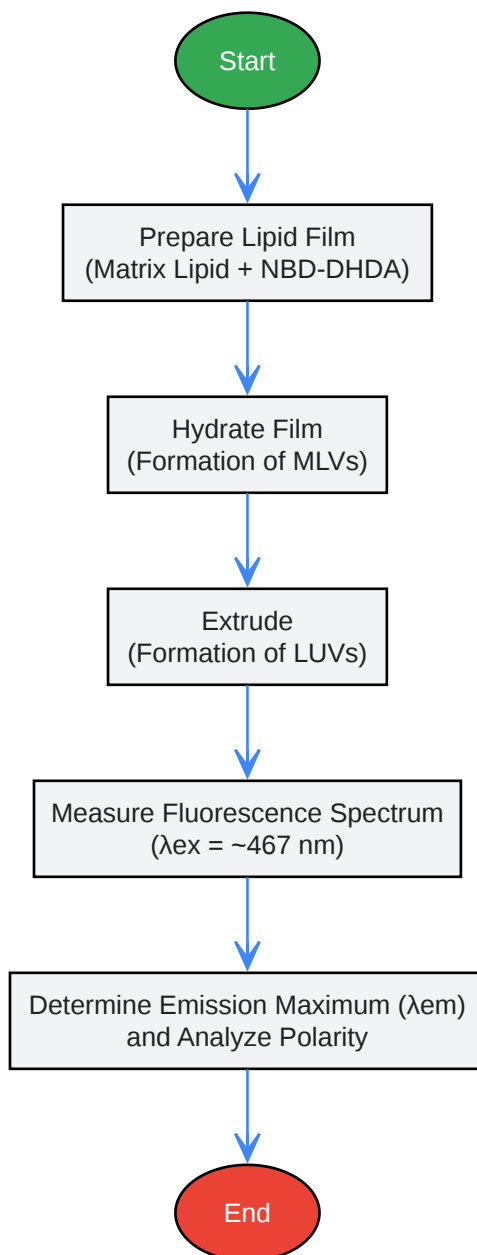 Start
Prepare Lipid Film
(Matrix Lipid + NBD-DHDA)
Hydrate Film
(Formation of MLVs)
Extrude
(Formation of LUVs)
Measure Fluorescence Spectrum
(λex = ~467 nm)
Determine Emission Maximum (λem)
and Analyze Polarity
End